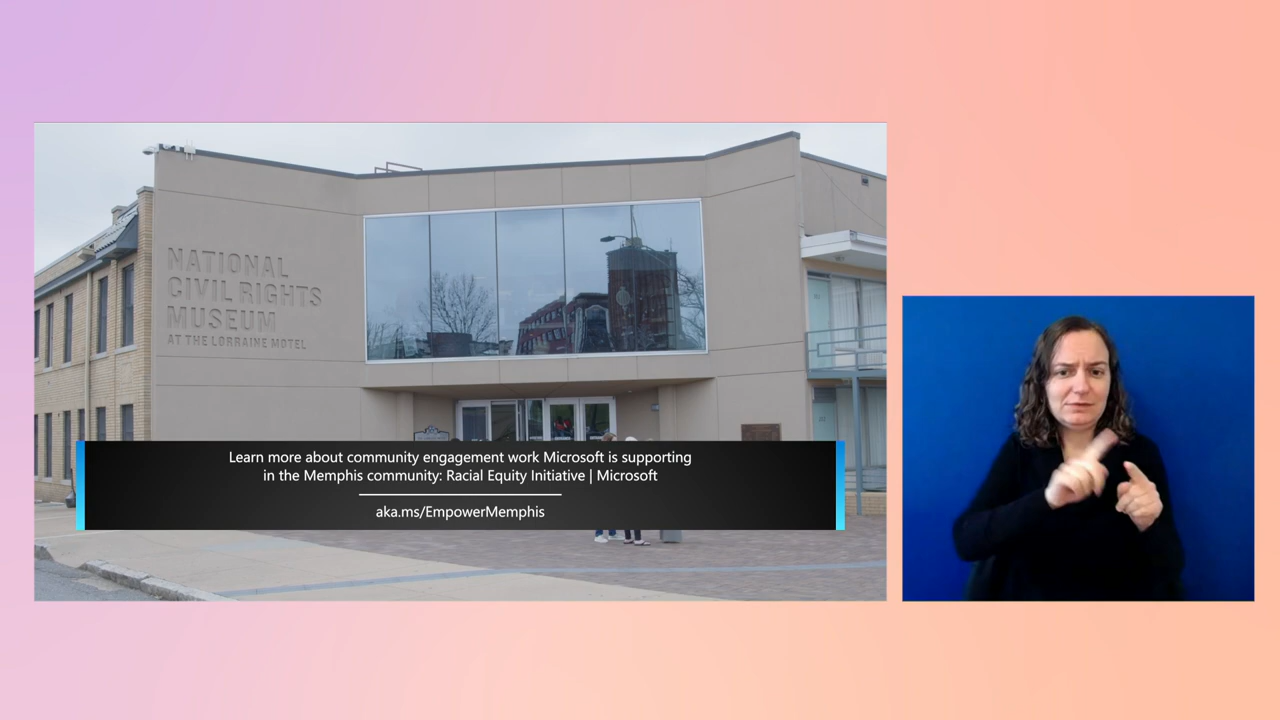 NATIONAL
CIVIL RIGHTS
MUSEUM
AT THE LORRAINE MOTEL
Learn more about community engagement work Microsoft is supporting
in the Memphis community: Racial Equity Initiative | Microsoft
aka.ms/EmpowerMemphis